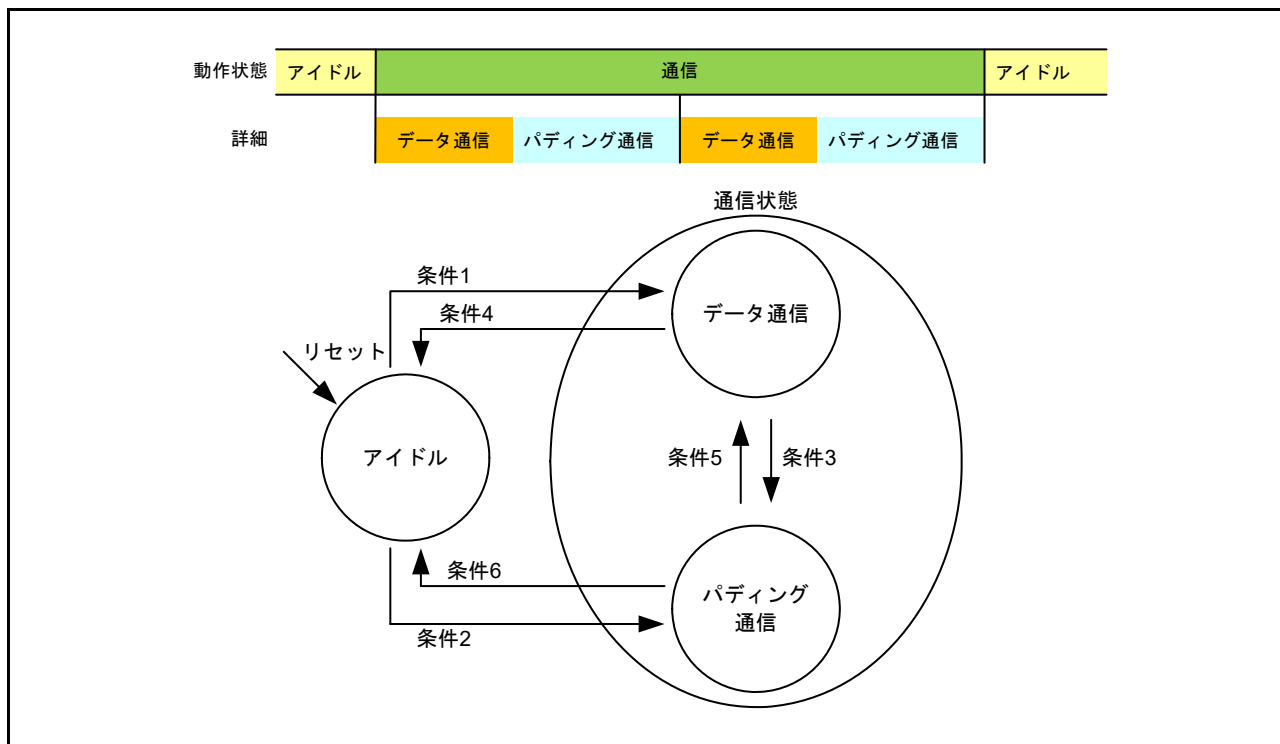 動作状態 アイドル 通信 アイドル
詳細 データ通信 パディング通信 データ通信 パディング通信
通信状態
条件1
条件4
データ通信
リセット
アイドル
条件5 条件3
条件6
パディング
通信
条件2